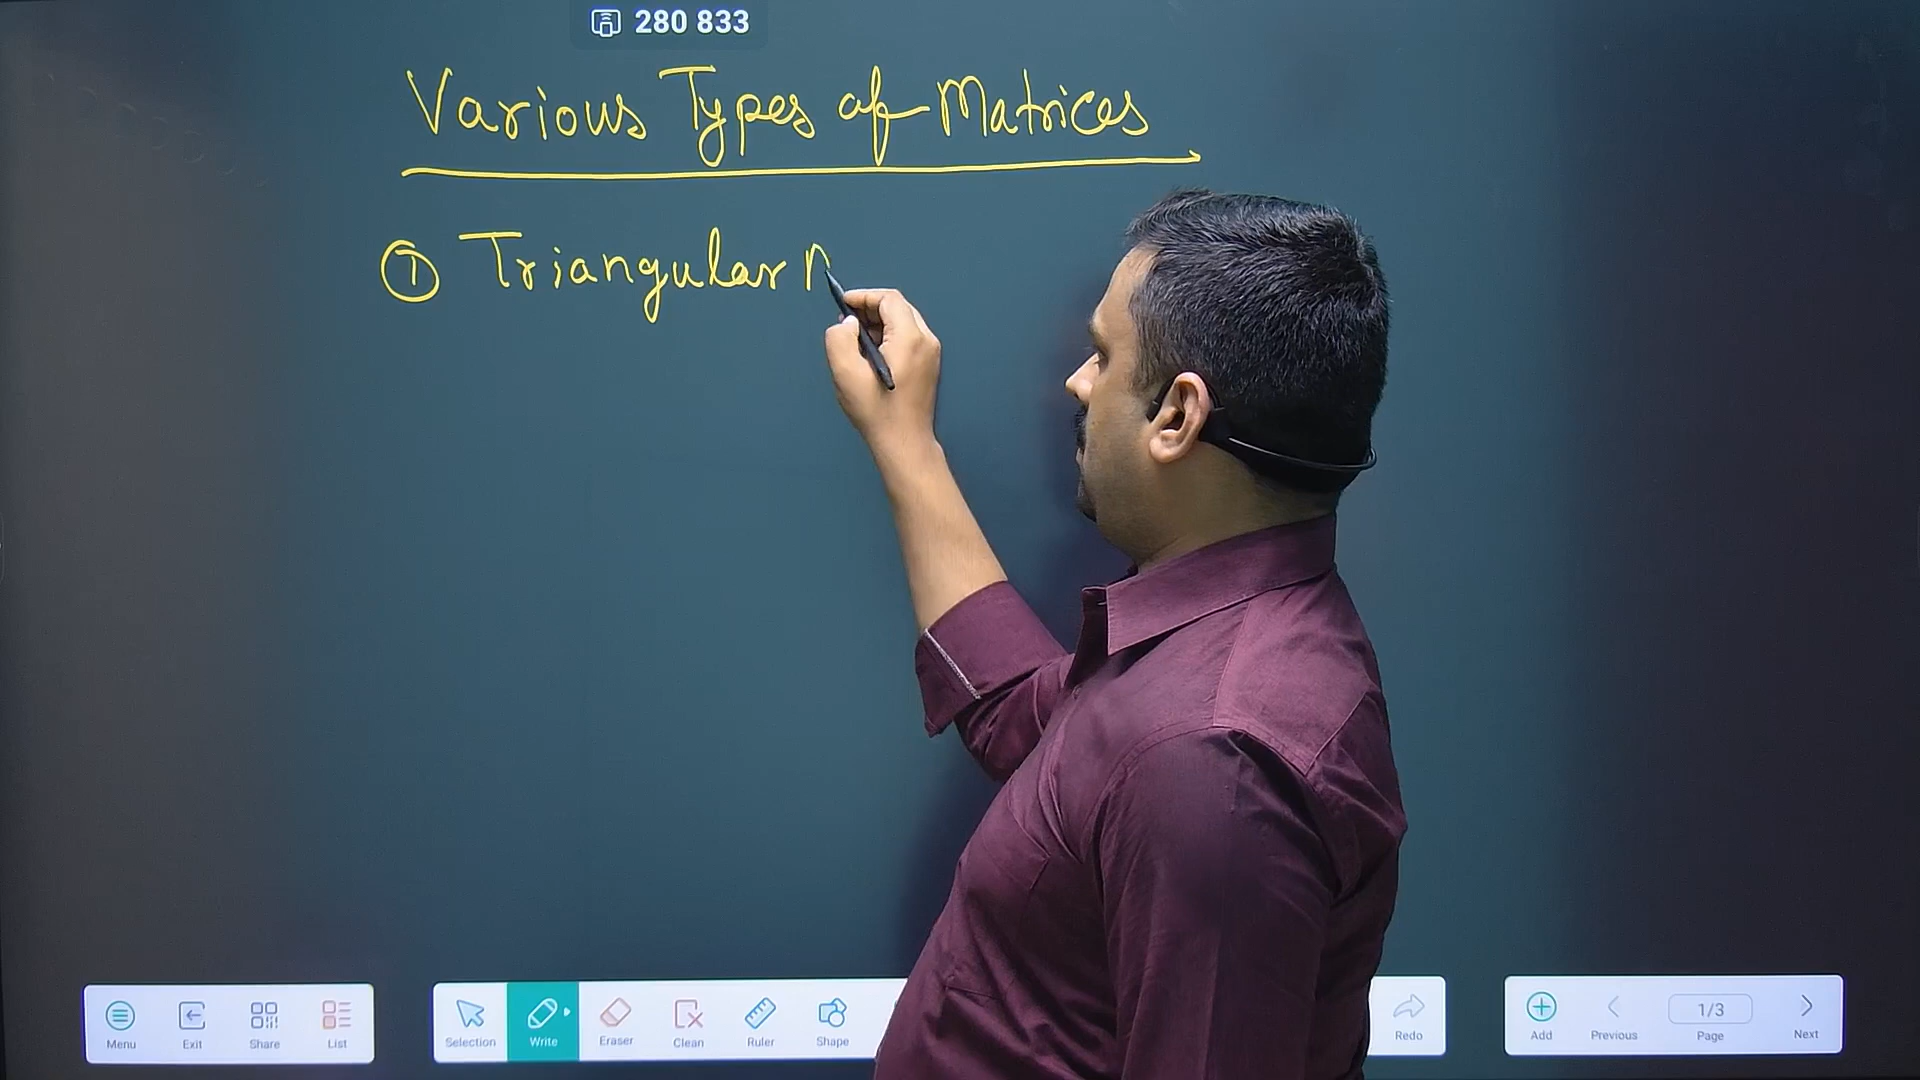 280 833
Various Types of Matrices
① Triangular M
Menu Exit Share List
Selection Write Eraser Clean Ruler Shape
Redo
Add Previous 1/3 Page Next